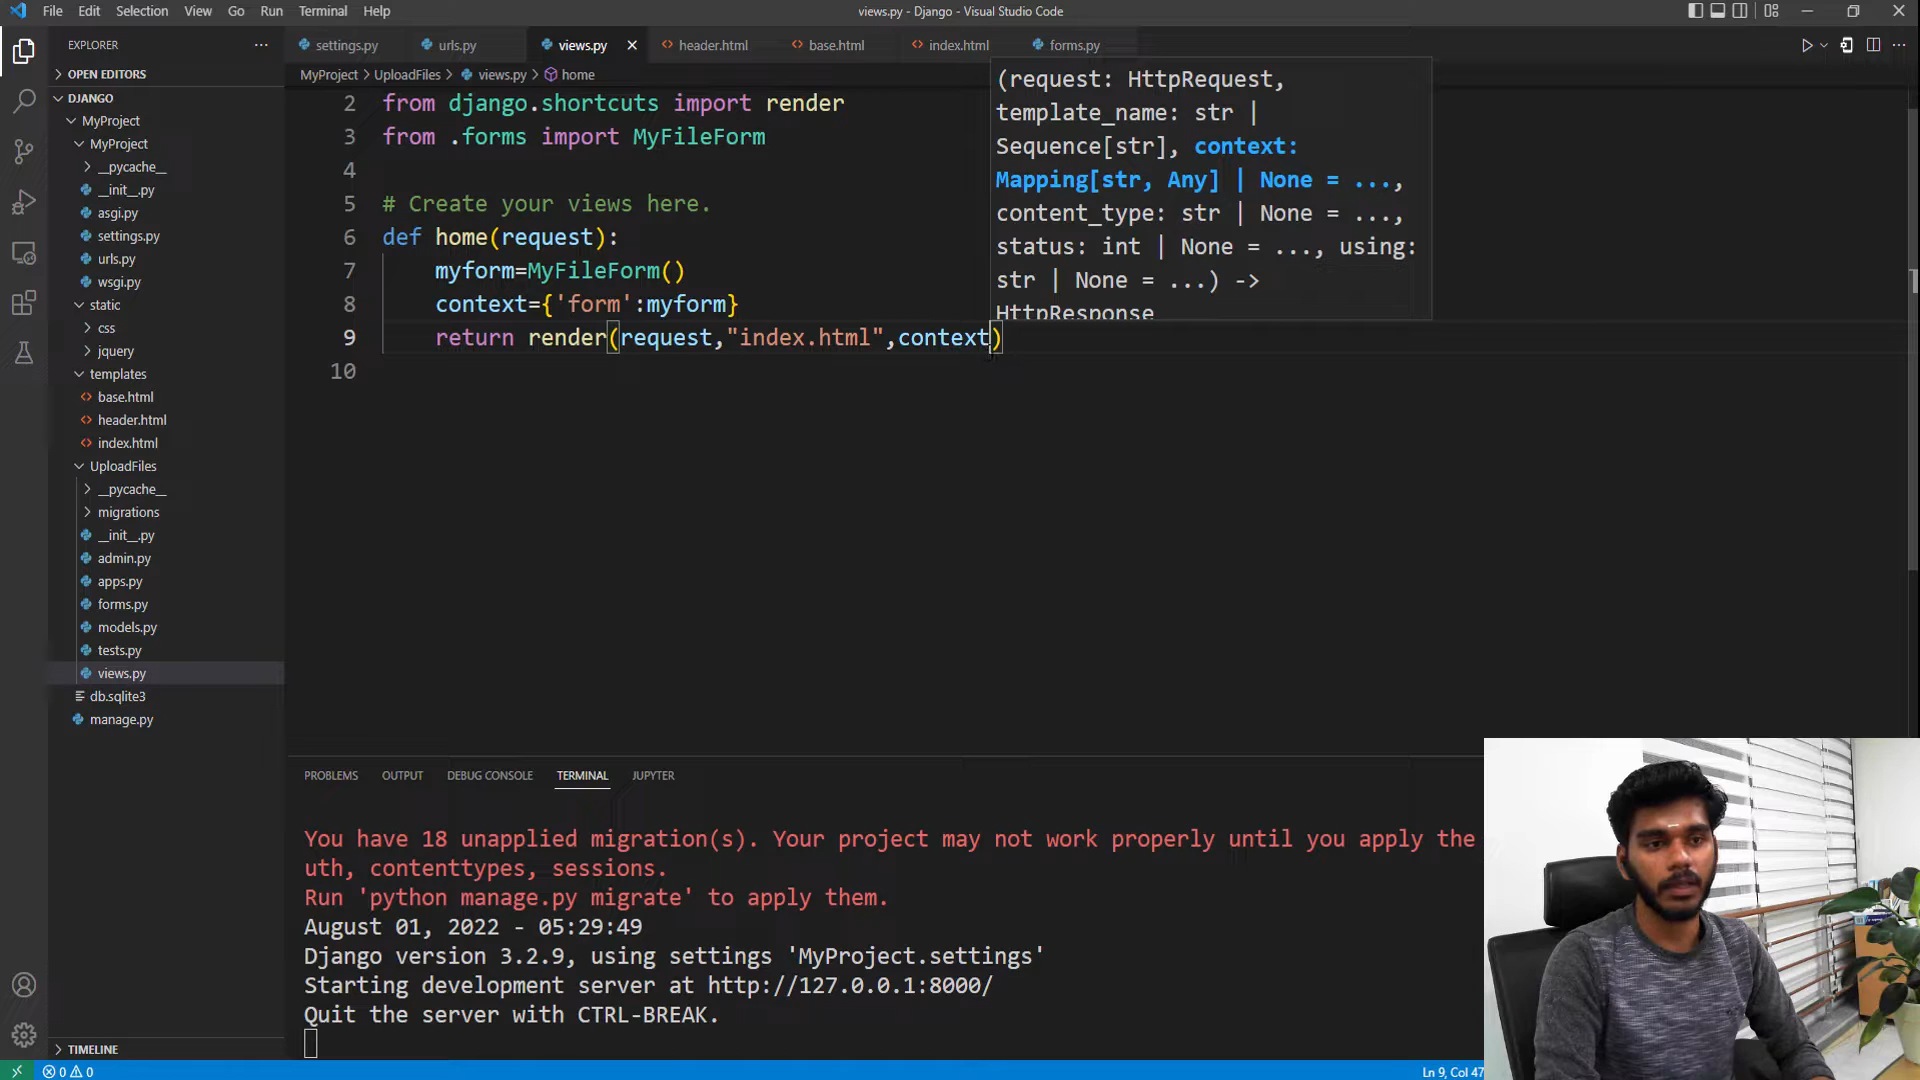 File Edit Selection View Go Run Terminal Help
views.py - Django - Visual Studio Code
EXPLORER
OPEN EDITORS
DJANGO
MyProject
MyProject
__pycache__
__init__.py
asgi.py
settings.py
urls.py
wsgi.py
static
css
jquery
templates
base.html
header.html
index.html
UploadFiles
__pycache__
migrations
__init__.py
admin.py
apps.py
forms.py
models.py
tests.py
views.py
db.sqlite3
manage.py
TIMELINE
settings.py urls.py views.py header.html base.html index.html forms.py
MyProject > UploadFiles > views.py > home
2 from django.shortcuts import render
3 from .forms import MyFileForm
4
5 # Create your views here.
6 def home(request):
7 myform=MyFileForm()
8 context={'form':myform}
9 return render(request,"index.html",context)
10
(request: HttpRequest,
template_name: str |
Sequence[str], context:
Mapping[str, Any] | None = ...,
content_type: str | None = ...,
status: int | None = ..., using:
str | None = ...) ->
HttpResponse
PROBLEMS OUTPUT DEBUG CONSOLE TERMINAL JUPYTER
You have 18 unapplied migration(s). Your project may not work properly until you apply the
uth, contenttypes, sessions.
Run 'python manage.py migrate' to apply them.
August 01, 2022 - 05:29:49
Django version 3.2.9, using settings 'MyProject.settings'
Starting development server at http://127.0.0.1:8000/
Quit the server with CTRL-BREAK.
0 0
Ln 9, Col 47